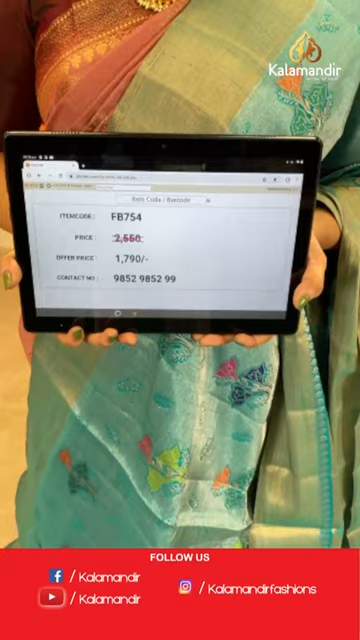 Kalamandir
Item Code / Barcode
ITEMCODE : FB754
PRICE : 2,550
OFFER PRICE : 1,790/-
CONTACT NO : 9852 9852 99
FOLLOW US
/ Kalamandir
/ Kalamandirfashions
/ Kalamandir